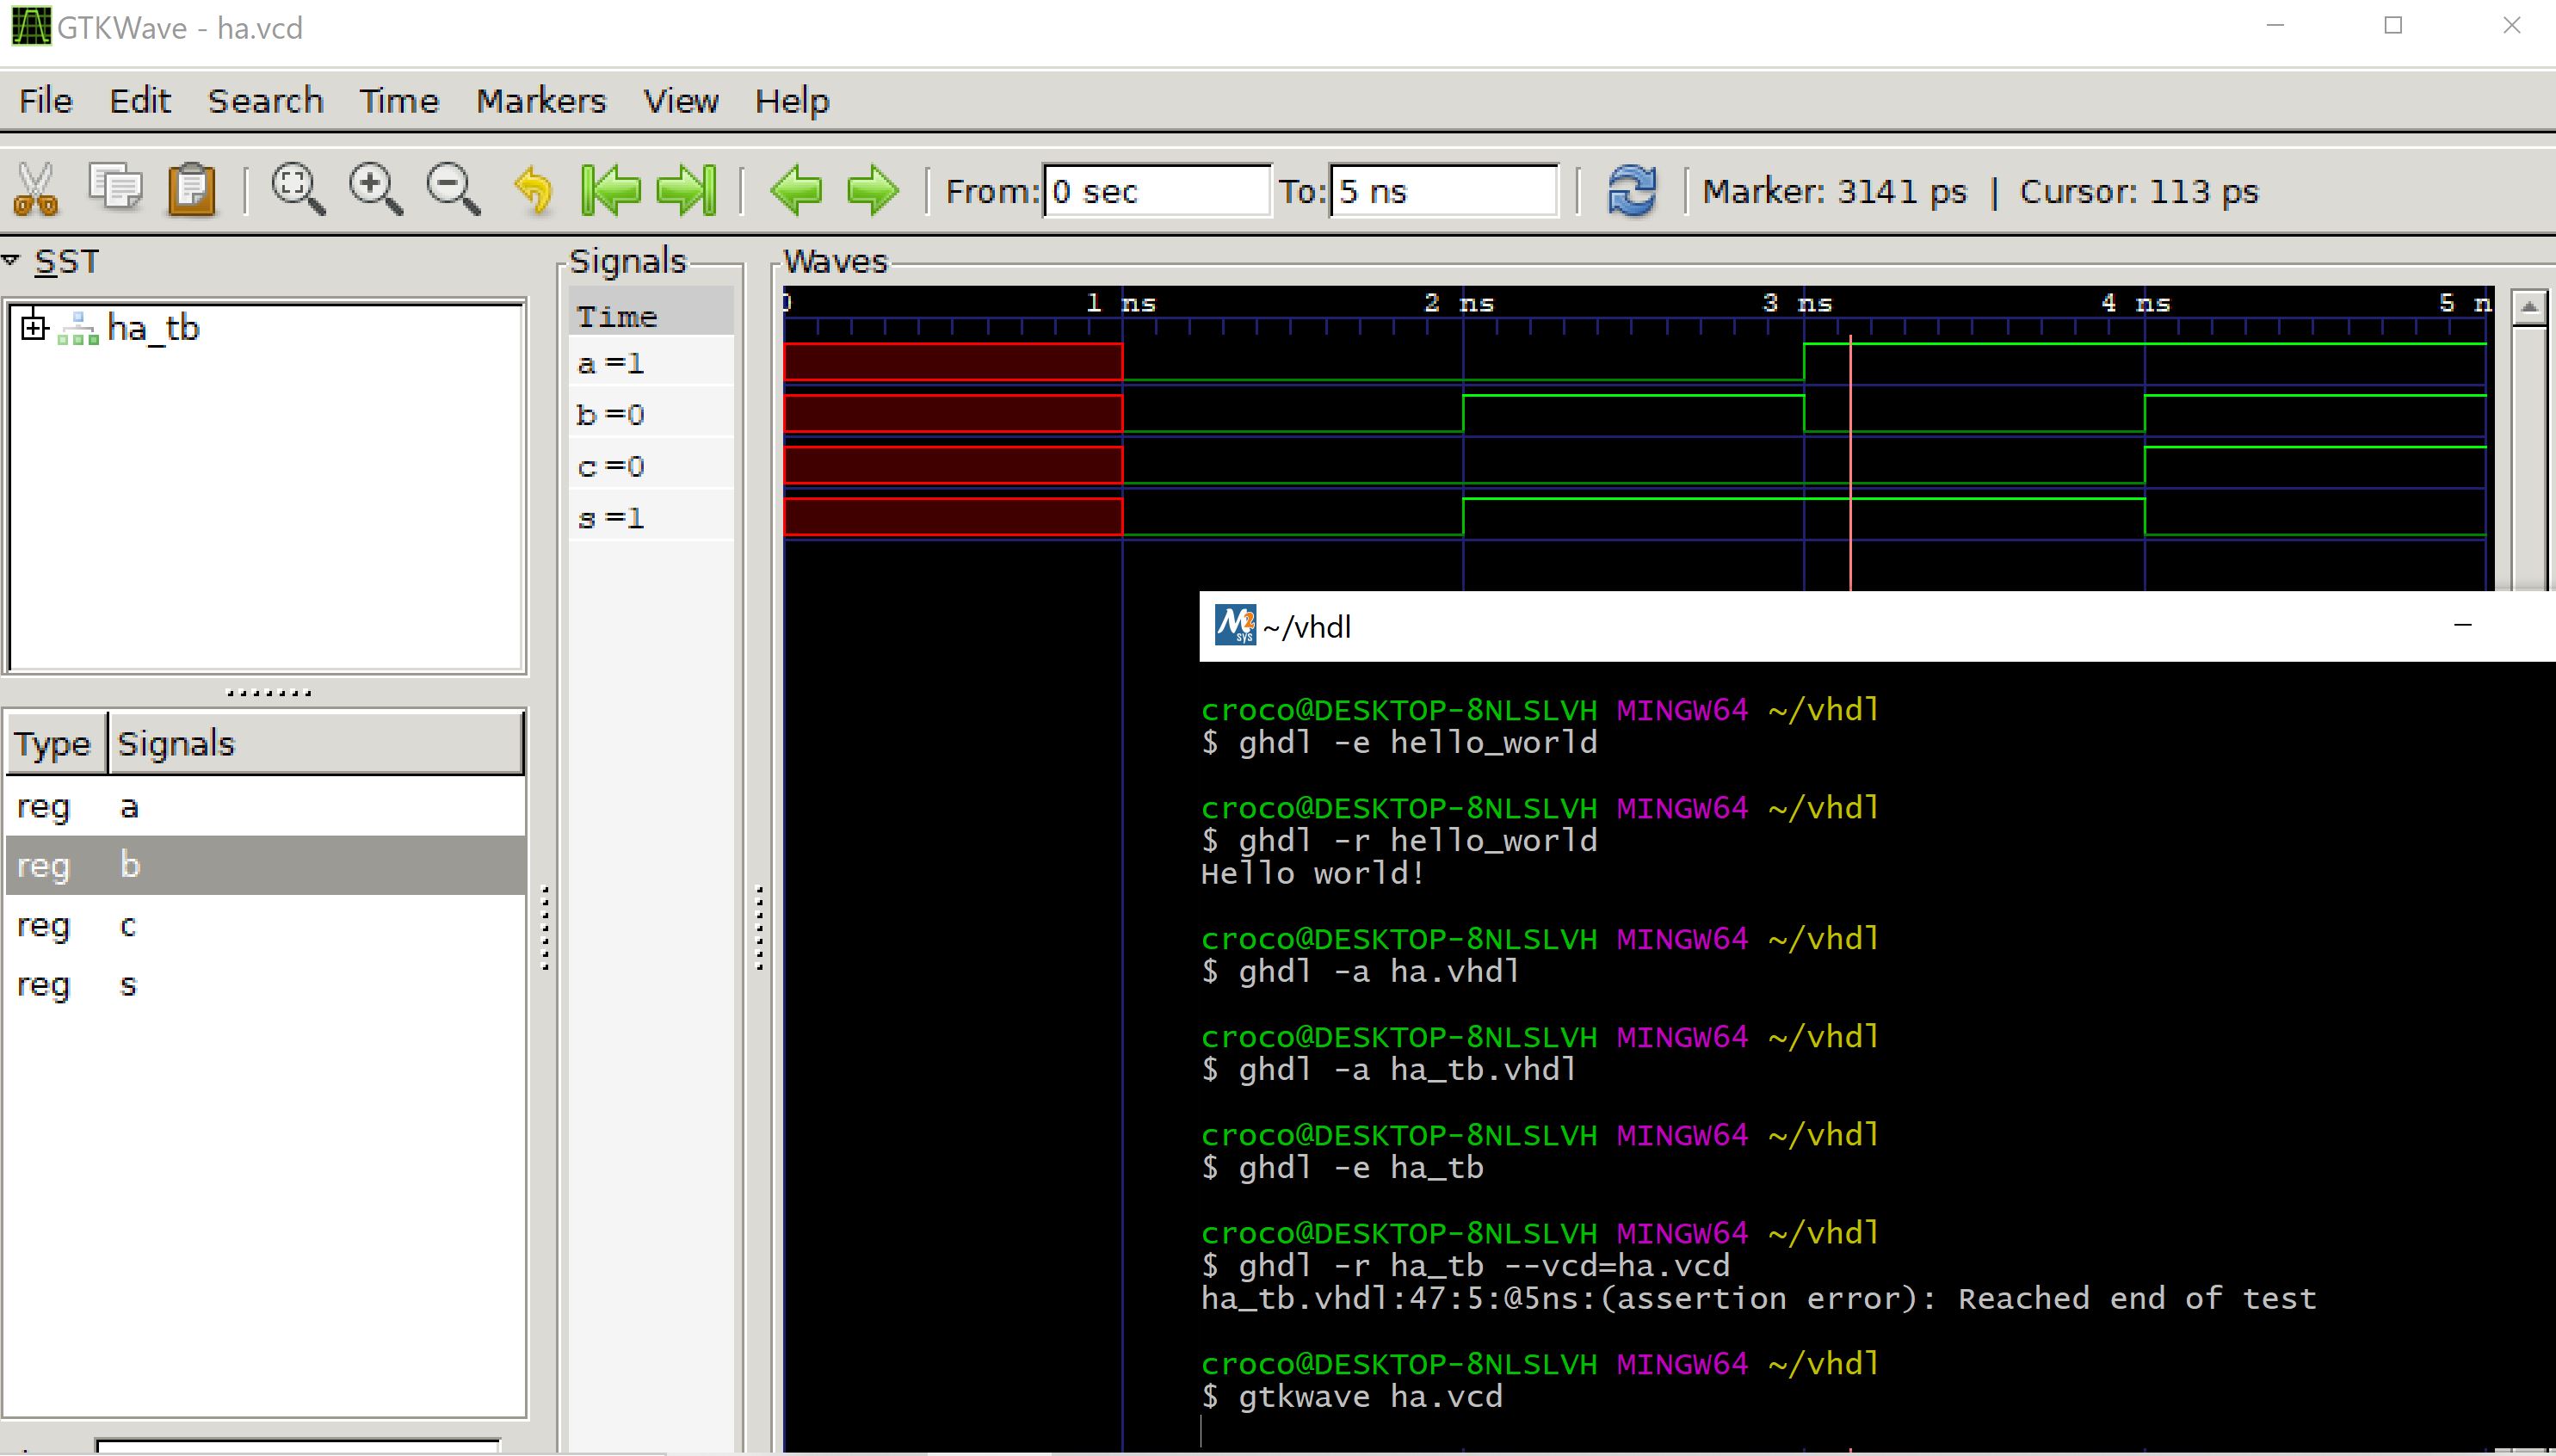 GTKWave - ha.vcd
File Edit Search Time Markers View Help
From: 0 sec To: 5 ns Marker: 3141 ps | Cursor: 113 ps
SST
ha_tb
Type Signals
reg a
reg b
reg c
reg s
Signals
Time
a =1
b =0
c =0
s =1
Waves
0 1 ns 2 ns 3 ns 4 ns 5 n
M2 sys ~/vhdl
croco@DESKTOP-8NLSLVH MINGW64 ~/vhdl
$ ghdl -e hello_world
croco@DESKTOP-8NLSLVH MINGW64 ~/vhdl
$ ghdl -r hello_world
Hello world!
croco@DESKTOP-8NLSLVH MINGW64 ~/vhdl
$ ghdl -a ha.vhdl
croco@DESKTOP-8NLSLVH MINGW64 ~/vhdl
$ ghdl -a ha_tb.vhdl
croco@DESKTOP-8NLSLVH MINGW64 ~/vhdl
$ ghdl -e ha_tb
croco@DESKTOP-8NLSLVH MINGW64 ~/vhdl
$ ghdl -r ha_tb --vcd=ha.vcd
ha_tb.vhdl:47:5:@5ns:(assertion error): Reached end of test
croco@DESKTOP-8NLSLVH MINGW64 ~/vhdl
$ gtkwave ha.vcd